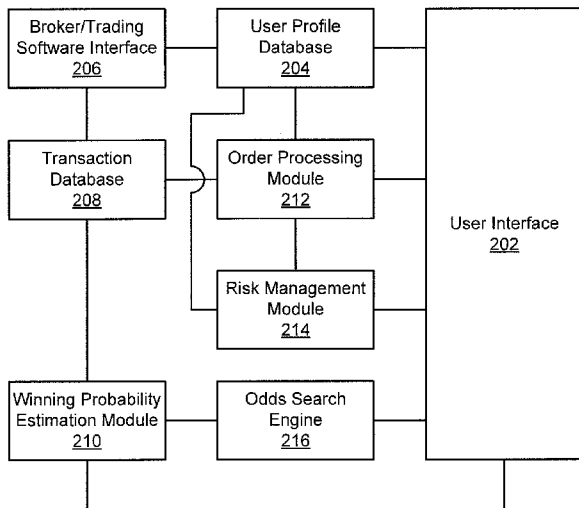 Broker/Trading
Software Interface
206
User Profile
Database
204
Transaction
Database
208
Order Processing
Module
212
User Interface
202
Risk Management
Module
214
Winning Probability
Estimation Module
210
Odds Search
Engine
216